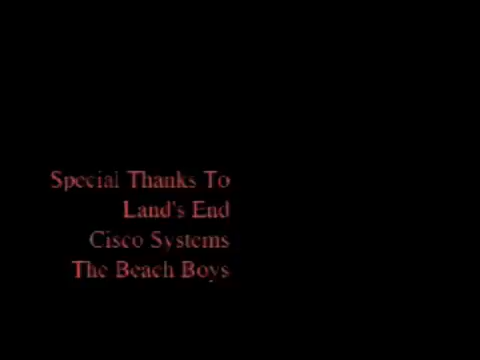 Special Thanks To
Land's End
Cisco Systems
The Beach Boys